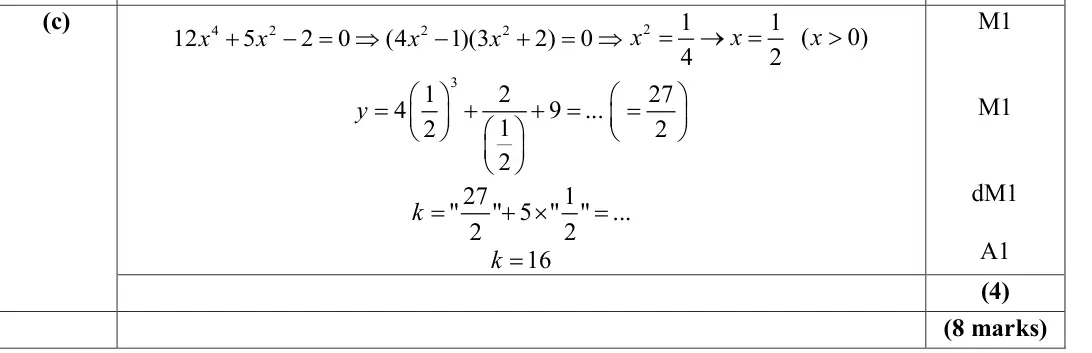 (c) 12x⁴ + 5x² − 2 = 0 ⇒ (4x² − 1)(3x² + 2) = 0 ⇒ x² = 1/4 → x = 1/2 (x > 0) M1
y = 4(1/2)³ + 2/(1/2) + 9 = ... ( = 27/2 ) M1
k = "27/2" + 5 × "1/2" = ... dM1
k = 16 A1
(4)
(8 marks)